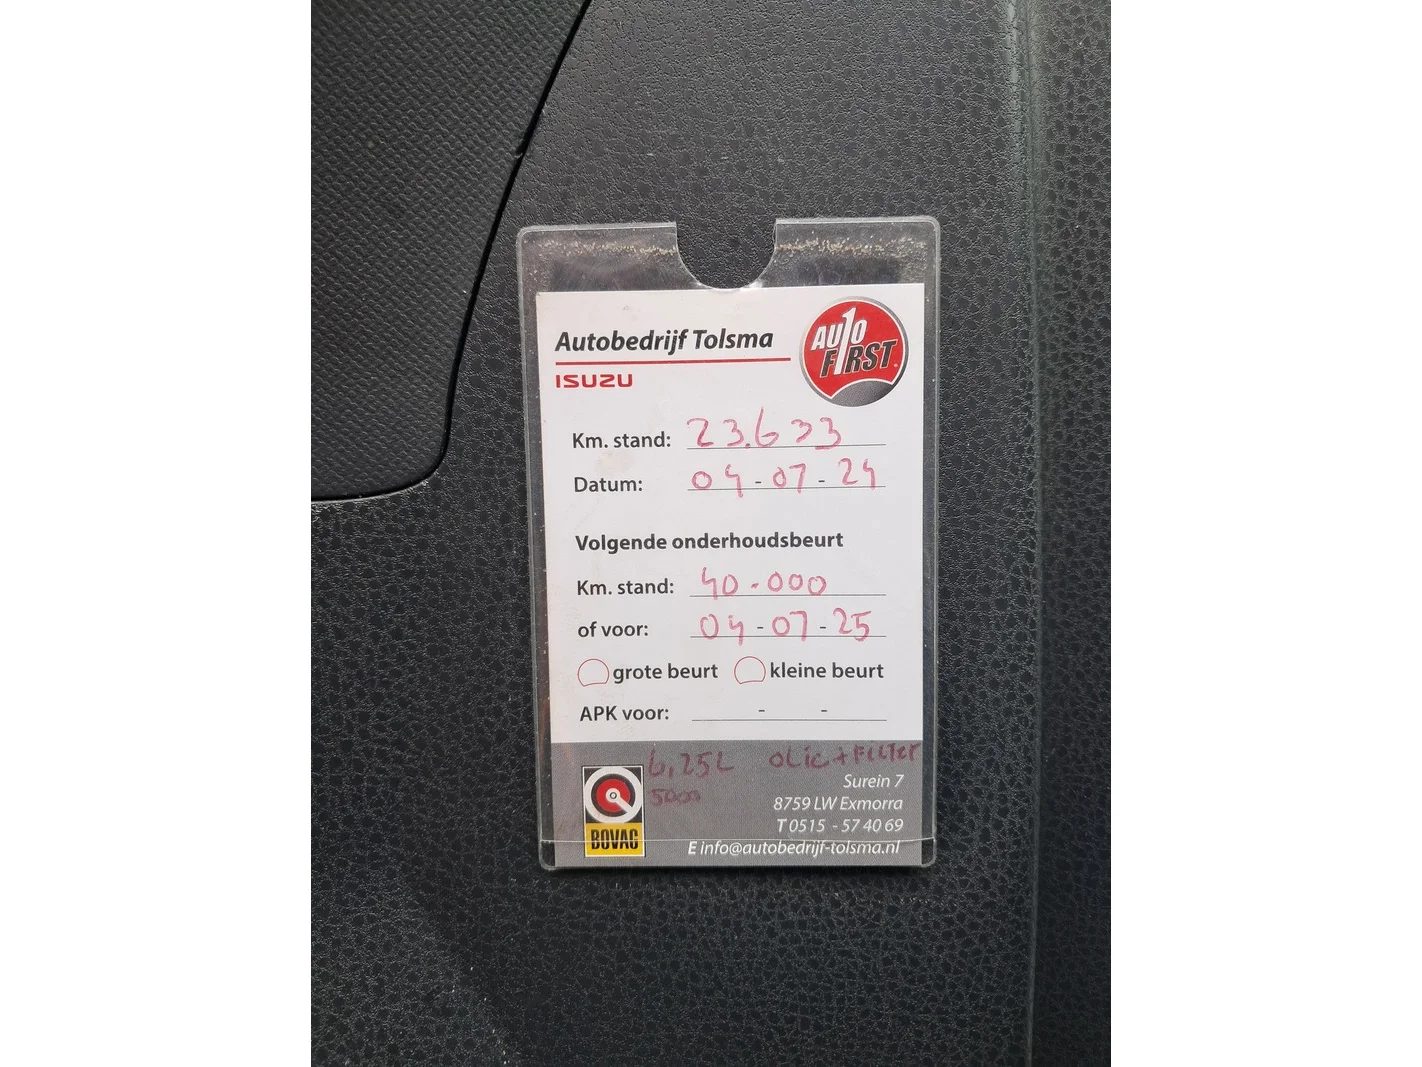 Autobedrijf Tolsma
ISUZU
AUTO
FIRST
Km. stand: 23.633
Datum: 04 - 07 - 24
Volgende onderhoudsbeurt
Km. stand: 40.000
of voor: 04 - 07 - 25
grote beurt kleine beurt
APK voor: - -
6,25L olie + FILTER
Surein 7
8759 LW Exmorra
T 0515 - 57 40 69
E info@autobedrijf-tolsma.nl
BOVAG